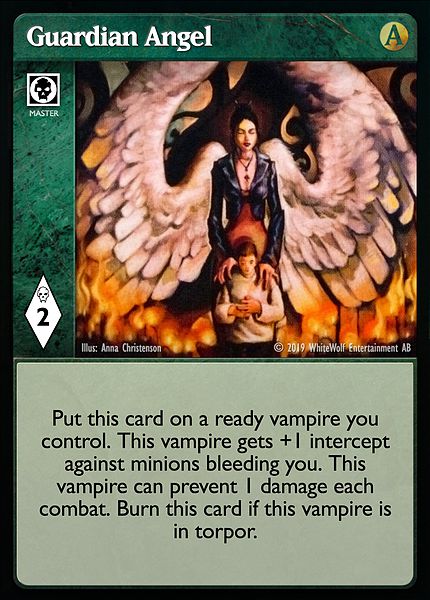 Guardian Angel
A
MASTER
2
Illus: Anna Christenson
© 2019 WhiteWolf Entertainment AB
Put this card on a ready vampire you
control. This vampire gets +1 intercept
against minions bleeding you. This
vampire can prevent 1 damage each
combat. Burn this card if this vampire is
in torpor.